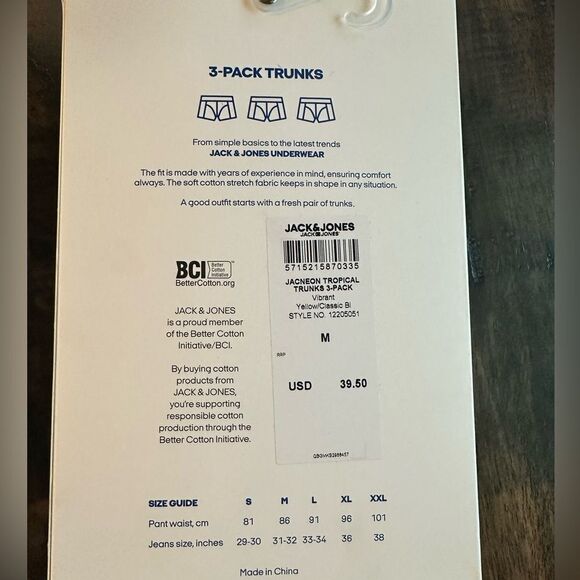 3-PACK TRUNKS
From simple basics to the latest trends
JACK & JONES UNDERWEAR
The fit is made with years of experience in mind, ensuring comfort
always. The soft cotton stretch fabric keeps in shape in any situation.
A good outfit starts with a fresh pair of trunks.
JACK&JONES
JACK&JONES
5715215870335
JACNEON TROPICAL
TRUNKS 3-PACK
Vibrant
Yellow/Classic Bl
STYLE NO. 12205051
M
RRP
USD 39.50
BCI Better Cotton Initiative
BetterCotton.org
JACK & JONES
is a proud member
of the Better Cotton
Initiative/BCI.
By buying cotton
products from
JACK & JONES,
you're supporting
responsible cotton
production through the
Better Cotton Initiative.
SIZE GUIDE S M L XL XXL
Pant waist, cm 81 86 91 96 101
Jeans size, inches 29-30 31-32 33-34 36 38
Made in China